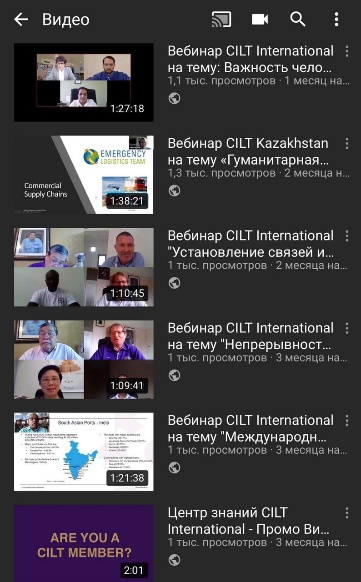 Видео
Вебинар CILT International
на тему: Важность чело...
1,1 тыс. просмотров · 1 месяц на...
1:27:18
Вебинар CILT Kazakhstan
на тему «Гуманитарная...
1,3 тыс. просмотров · 2 месяца н...
EMERGENCY
LOGISTICS TEAM
Commercial
Supply Chains
1:38:21
Вебинар CILT International
"Установление связей и...
1 тыс. просмотров · 2 месяца на...
1:10:45
Вебинар CILT International
на тему "Непрерывност...
1 тыс. просмотров · 3 месяца на...
1:09:41
Вебинар CILT International
на тему "Международн...
1 тыс. просмотров · 3 месяца на...
South Asian Ports - India
1:21:38
Центр знаний CILT
International - Промо Ви...
1 тыс. просмотров · 3 месяца на...
ARE YOU A
CILT MEMBER?
2:01